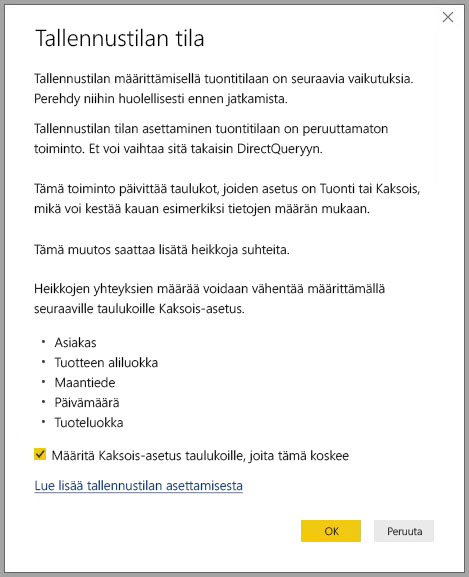 Tallennustilan tila
Tallennustilan määrittämisellä tuontitilaan on seuraavia vaikutuksia.
Perehdy niihin huolellisesti ennen jatkamista.
Tallennustilan tilan asettaminen tuontitilaan on peruuttamaton
toiminto. Et voi vaihtaa sitä takaisin DirectQueryyn.
Tämä toiminto päivittää taulukot, joiden asetus on Tuonti tai Kaksois,
mikä voi kestää kauan esimerkiksi tietojen määrän mukaan.
Tämä muutos saattaa lisätä heikkoja suhteita.
Heikkojen yhteyksien määrää voidaan vähentää määrittämällä
seuraaville taulukoille Kaksois-asetus.
• Asiakas
• Tuotteen aliluokka
• Maantiede
• Päivämäärä
• Tuoteluokka
Määritä Kaksois-asetus taulukoille, joita tämä koskee
Lue lisää tallennustilan asettamisesta
OK Peruuta